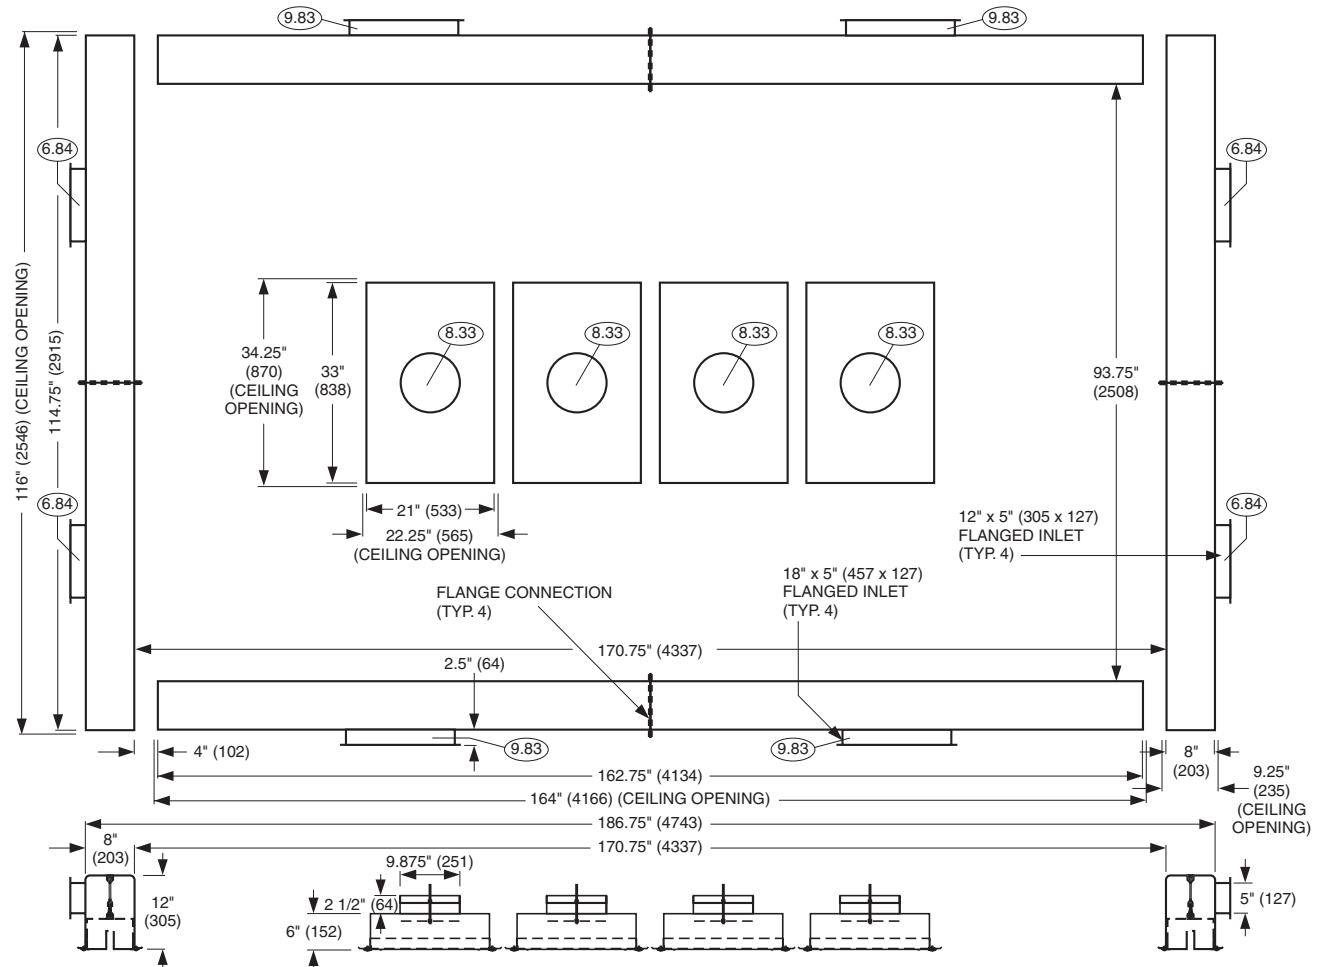 9.83
9.83
6.84
6.84
116" (2546) (CEILING OPENING)
114.75" (2915)
8.33
8.33
8.33
8.33
34.25"
(870)
(CEILING
OPENING)
33"
(838)
93.75"
(2508)
6.84
6.84
21" (533)
22.25" (565)
(CEILING OPENING)
12" x 5" (305 x 127)
FLANGED INLET
(TYP. 4)
18" x 5" (457 x 127)
FLANGED INLET
(TYP. 4)
FLANGE CONNECTION
(TYP. 4)
170.75" (4337)
2.5" (64)
4" (102)
9.83
9.83
8"
(203)
162.75" (4134)
9.25"
(235)
(CEILING
OPENING)
164" (4166) (CEILING OPENING)
186.75" (4743)
8"
(203)
170.75" (4337)
9.875" (251)
12"
(305)
2 1/2" (64)
6" (152)
5" (127)